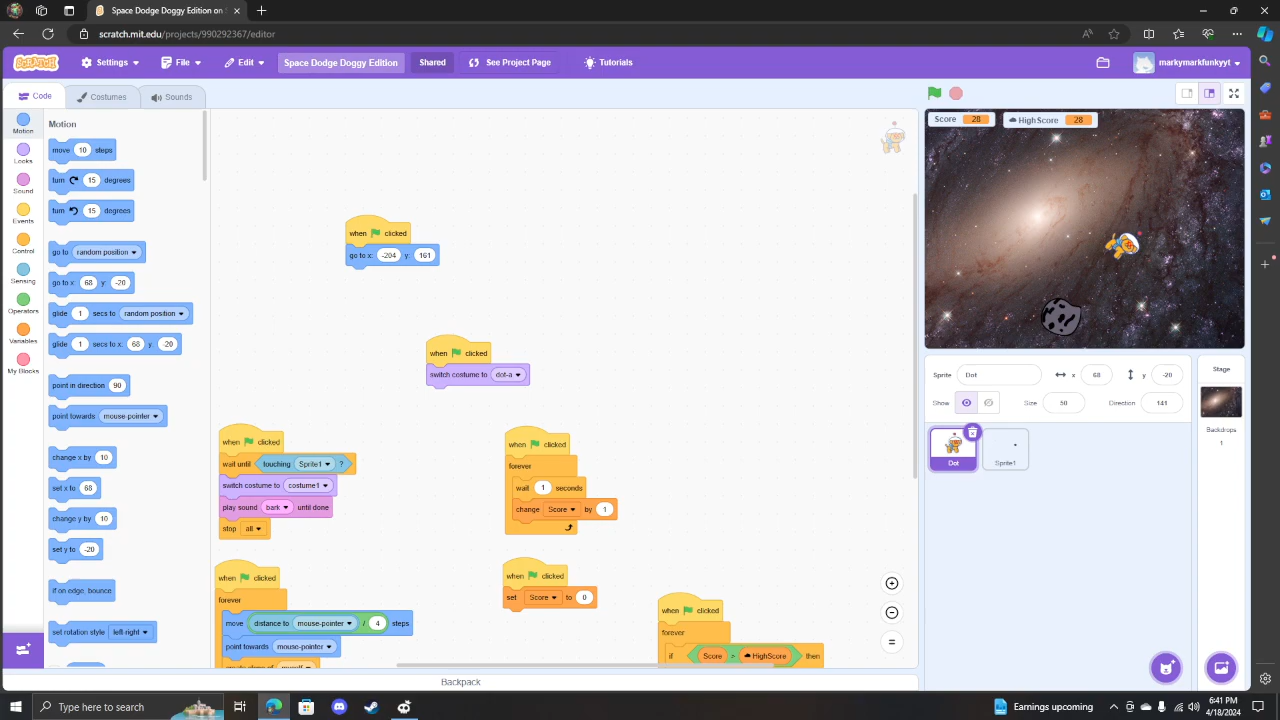 Space Dodge Doggy Edition on
scratch.mit.edu/projects/990292367/editor
SCRATCH
Settings
File
Edit
Space Dodge Doggy Edition
Shared
See Project Page
Tutorials
markymarkfunkyyt
Code
Costumes
Sounds
Motion
Looks
Sound
Events
Control
Sensing
Operators
Variables
My Blocks
Motion
move 10 steps
turn 15 degrees
turn 15 degrees
go to random position
go to x: 68 y: -20
glide 1 secs to random position
glide 1 secs to x: 68 y: -20
point in direction 90
point towards mouse-pointer
change x by 10
set x to 68
change y by 10
set y to -20
if on edge, bounce
set rotation style left-right
when clicked
go to x: -204 y: 161
when clicked
switch costume to dot-a
when clicked
wait until touching Sprite1 ?
switch costume to costume1
play sound bark until done
stop all
when clicked
forever
wait 1 seconds
change Score by 1
when clicked
forever
move distance to mouse-pointer / 4 steps
point towards mouse-pointer
when clicked
set Score to 0
when clicked
forever
if Score > HighScore then
Score 28
HighScore 28
Sprite Dot x 68 y -20
Show Size 50 Direction 141
Dot
Sprite1
Stage
Backdrops
1
Backpack
Type here to search
Earnings upcoming
6:41 PM
4/18/2024